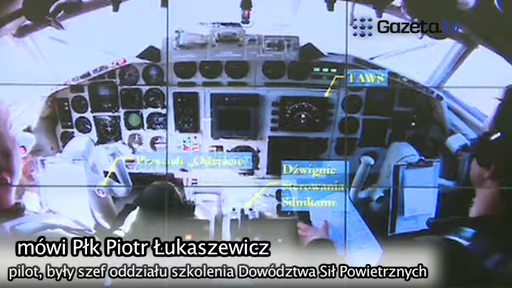 Gazeta.tv
TAWS
Przycisk „Odejście”
Dźwignie
Sterowania
Silnikami
mówi Płk Piotr Łukaszewicz
pilot, były szef oddziału szkolenia Dowództwa Sił Powietrznych